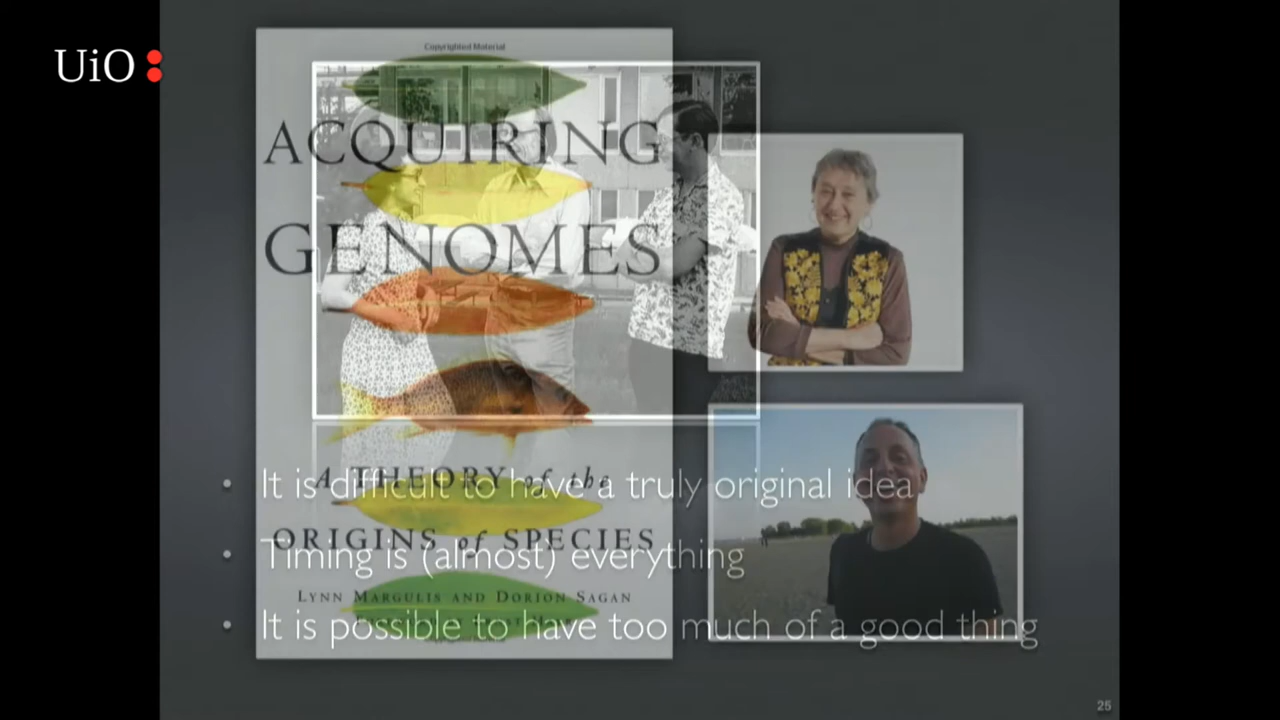 UiO:
Copyrighted Material
ACQUIRING
GENOMES
A THEORY of the
ORIGINS of SPECIES
LYNN MARGULIS AND DORION SAGAN
It is difficult to have a truly original idea
Timing is (almost) everything
It is possible to have too much of a good thing
25